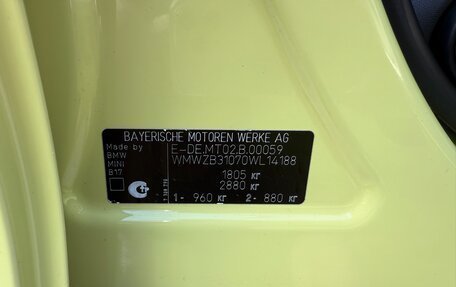 BAYERISCHE MOTOREN WERKE AG
Made by
BMW
MINI
B17
E-DE.MT02.B.00059
WMWZB31070WL14188
1805 кг
2880 кг
1- 960 кг 2- 880 кг